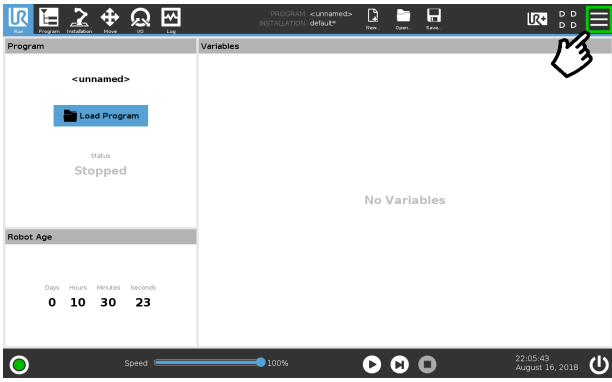 UR
Run
Program
Installation
Move
I/O
Log
PROGRAM <unnamed>
INSTALLATION default*
New...
Open...
Save...
UR+
D D
D D
Program
<unnamed>
Load Program
Status
Stopped
Variables
No Variables
Robot Age
Days Hours Minutes Seconds
0 10 30 23
Speed 100%
22:05:43
August 16, 2018